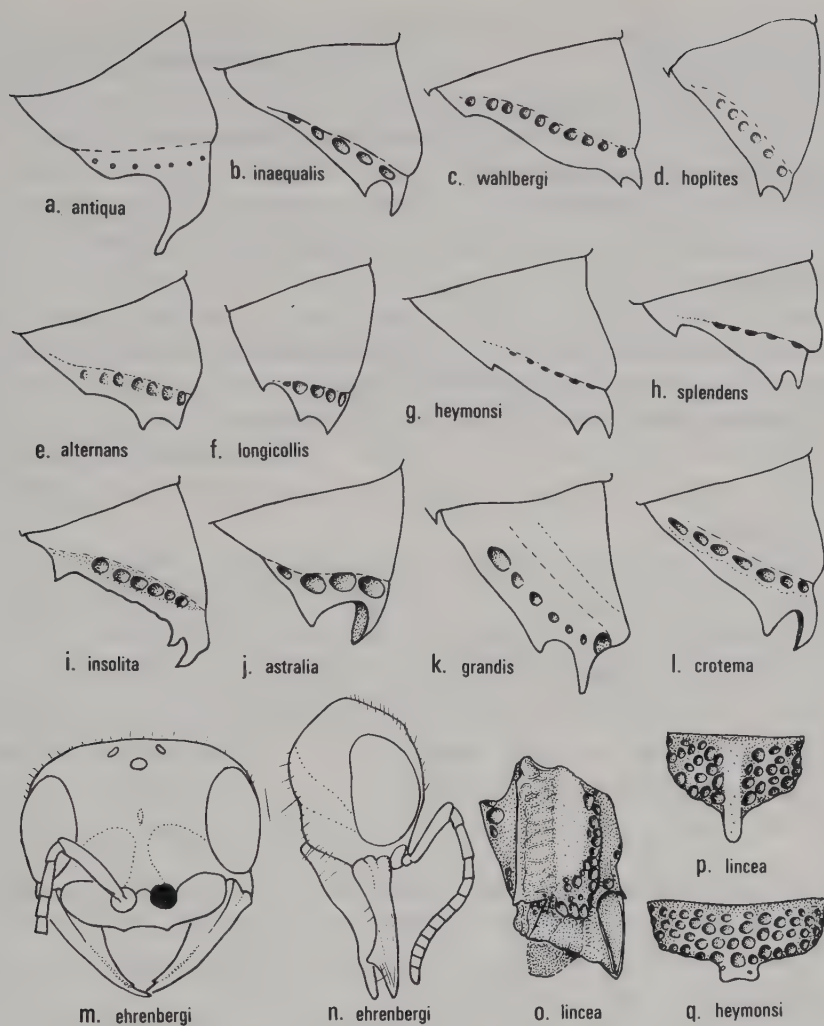 a. antiqua
b. inaequalis
c. wahlbergi
d. hoplites
e. alternans
f. longicollis
g. heymonsi
h. splendens
i. insolita
j. astralia
k. grandis
l. crotema
m. ehrenbergi
n. ehrenbergi
o. lincea
p. lincea
q. heymonsi